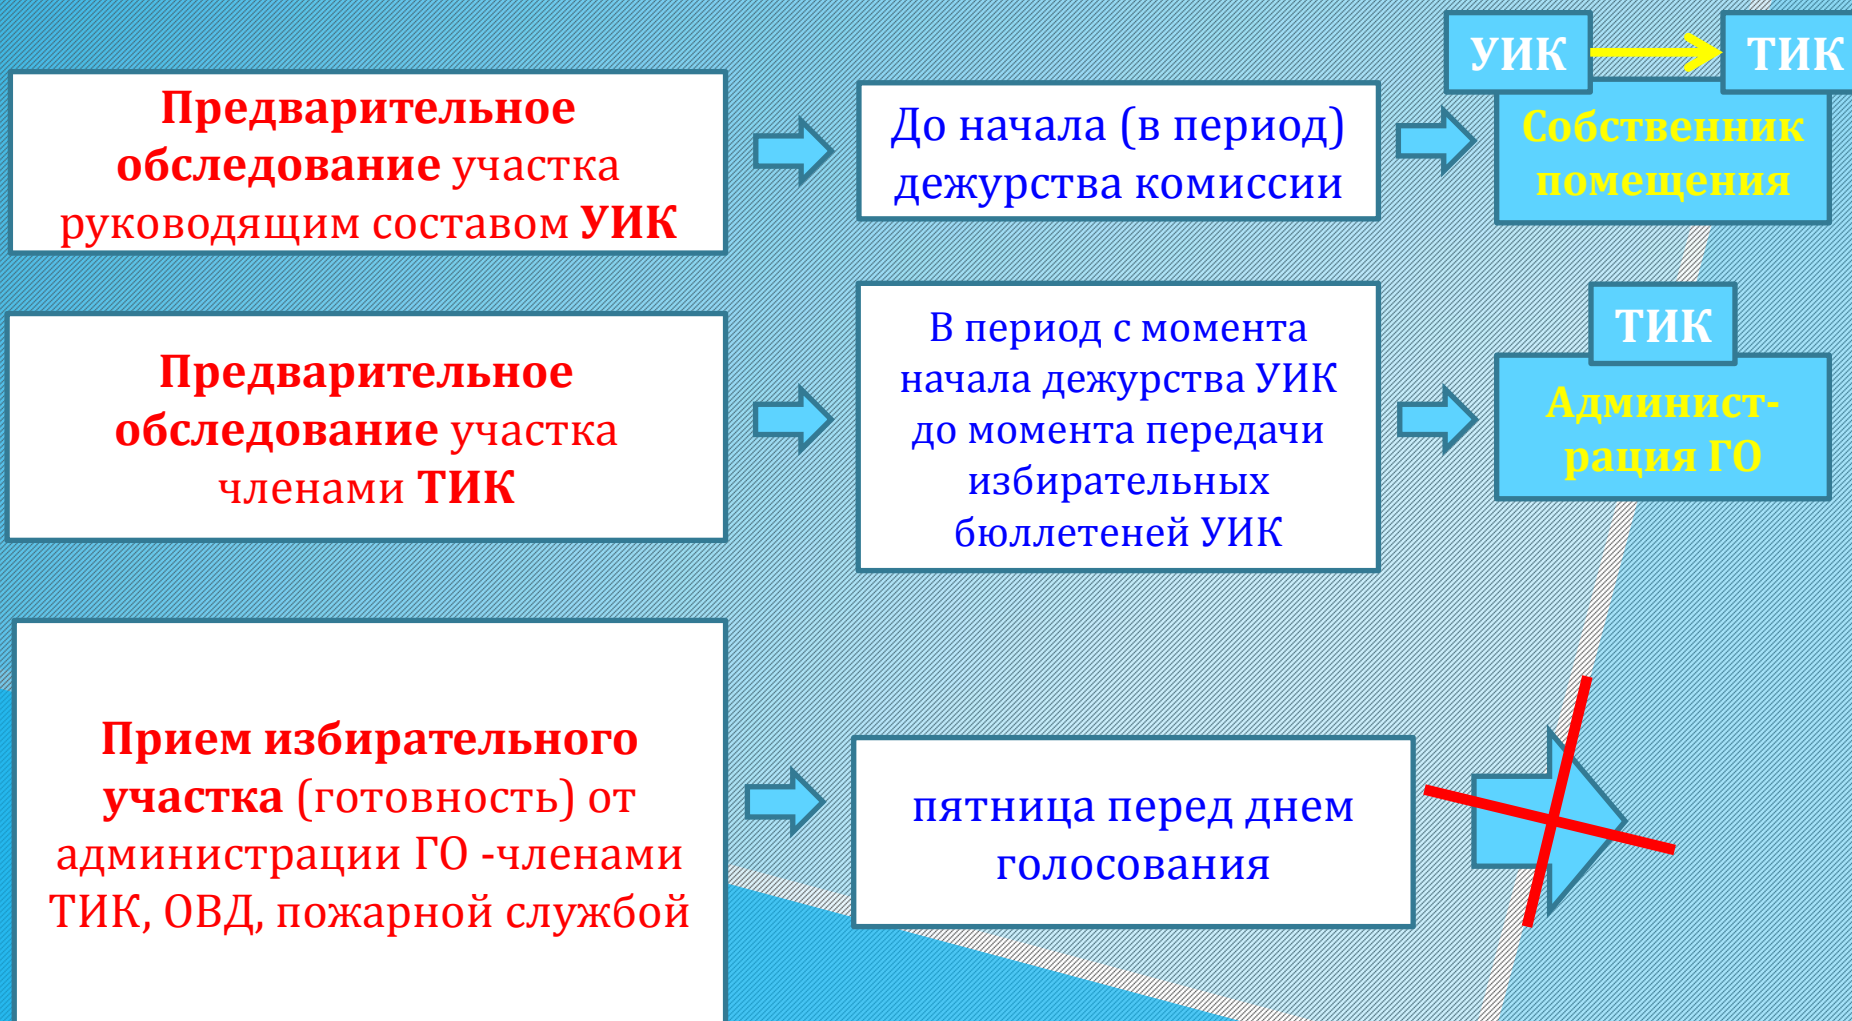 Предварительное
обследование участка
руководящим составом УИК
До начала (в период)
дежурства комиссии
УИК
ТИК
Собственник
помещения
Предварительное
обследование участка
членами ТИК
В период с момента
начала дежурства УИК
до момента передачи
избирательных
бюллетеней УИК
ТИК
Админист-
рация ГО
Прием избирательного
участка (готовность) от
администрации ГО -членами
ТИК, ОВД, пожарной службой
пятница перед днем
голосования